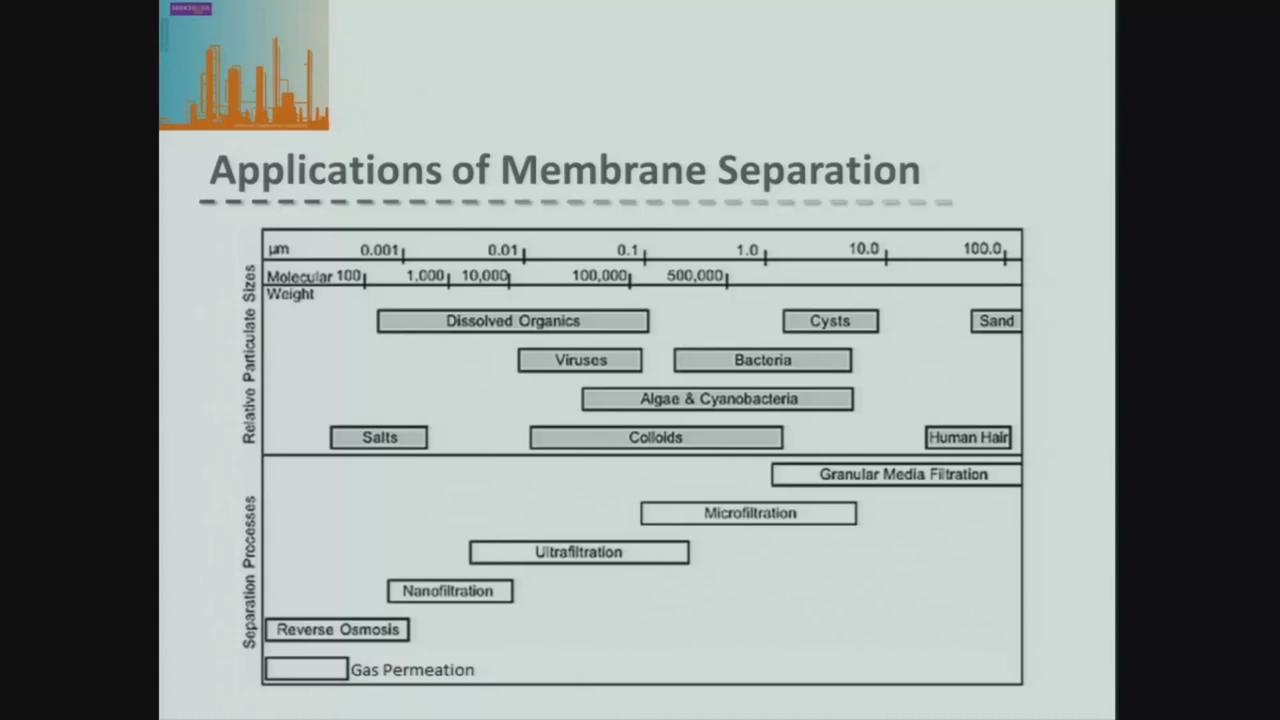 Applications of Membrane Separation
µm 0.001 0.01 0.1 1.0 10.0 100.0
Molecular 100 1,000 10,000 100,000 500,000
Weight
Relative Particulate Sizes
Dissolved Organics Cysts Sand
Viruses Bacteria
Algae & Cyanobacteria
Salts Colloids Human Hair
Separation Processes
Granular Media Filtration
Microfiltration
Ultrafiltration
Nanofiltration
Reverse Osmosis
Gas Permeation